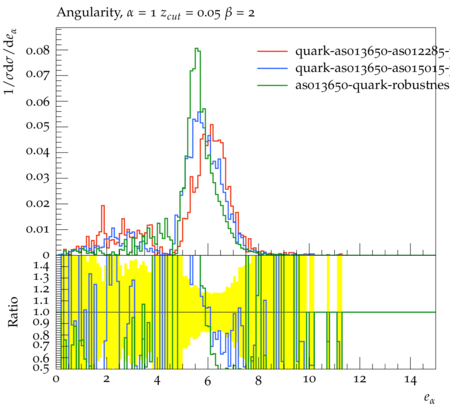 Angularity, α = 1 z_cut = 0.05 β = 2
1/σdσ/de_α
0.08
0.07
0.06
0.05
0.04
0.03
0.02
0.01
0
quark-as013650-as012285-
quark-as013650-as015015-
as013650-quark-robustnes
Ratio
1.4
1.3
1.2
1.1
1.0
0.9
0.8
0.7
0.6
0.5
0 2 4 6 8 10 12 14
e_α